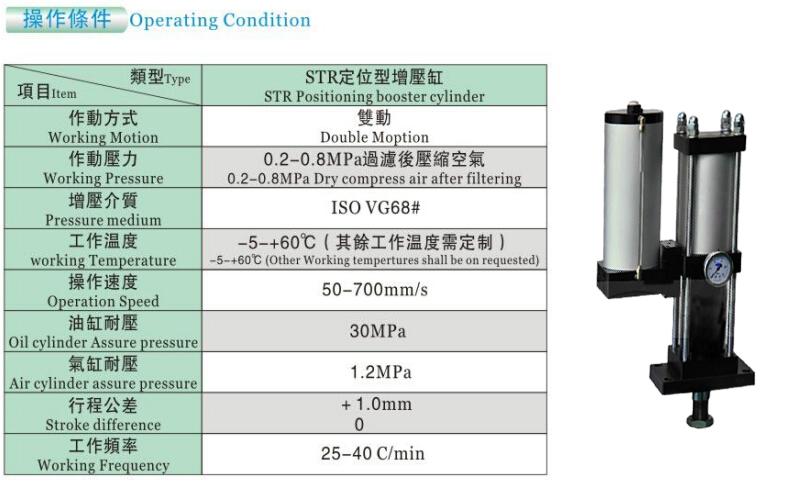 操作條件 Operating Condition
類型Type
項目Item
STR定位型增壓缸
STR Positioning booster cylinder
作動方式
Working Motion
雙動
Double Moption
作動壓力
Working Pressure
0.2-0.8MPa過濾後壓縮空氣
0.2-0.8MPa Dry compress air after filtering
增壓介質
Pressure medium
ISO VG68#
工作温度
working Temperature
-5-+60℃（其餘工作温度需定制）
-5-+60℃ (Other Working tempertures shall be on requested)
操作速度
Operation Speed
50-700mm/s
油缸耐壓
Oil cylinder Assure pressure
30MPa
氣缸耐壓
Air cylinder assure pressure
1.2MPa
行程公差
Stroke difference
+1.0mm
0
工作頻率
Working Frequency
25-40 C/min